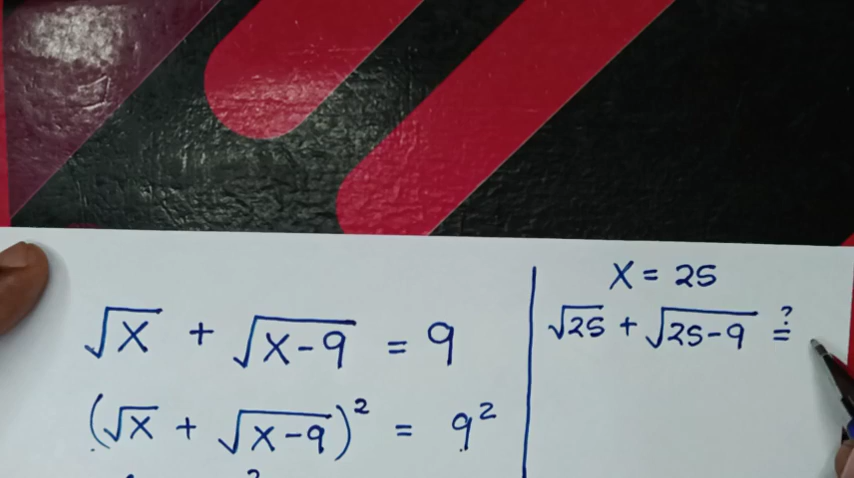 √x + √(x-9) = 9
(√x + √(x-9))² = 9²
x = 25
√25 + √(25-9) ≟